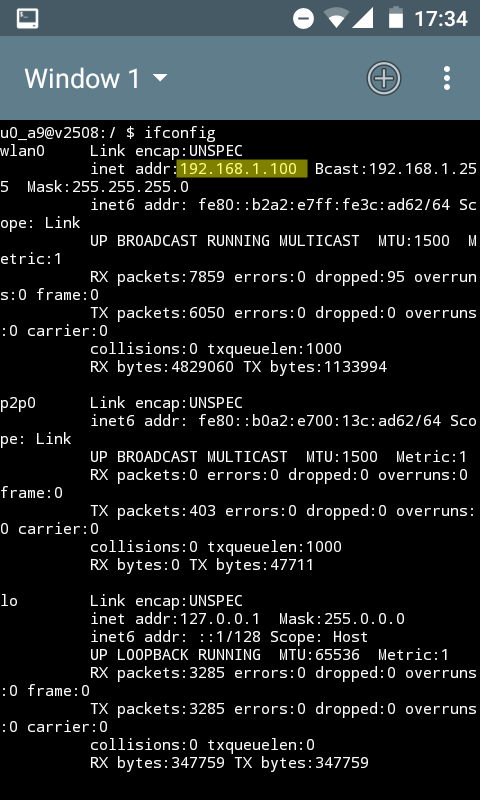 17:34
Window 1
u0_a9@v2508:/ $ ifconfig
wlan0     Link encap:UNSPEC
          inet addr:192.168.1.100  Bcast:192.168.1.25
5  Mask:255.255.255.0
          inet6 addr: fe80::b2a2:e7ff:fe3c:ad62/64 Sc
ope: Link
          UP BROADCAST RUNNING MULTICAST  MTU:1500  M
etric:1
          RX packets:7859 errors:0 dropped:95 overrun
s:0 frame:0
          TX packets:6050 errors:0 dropped:0 overruns
:0 carrier:0
          collisions:0 txqueuelen:1000
          RX bytes:4829060 TX bytes:1133994
p2p0      Link encap:UNSPEC
          inet6 addr: fe80::b0a2:e700:13c:ad62/64 Sco
pe: Link
          UP BROADCAST MULTICAST  MTU:1500  Metric:1
          RX packets:0 errors:0 dropped:0 overruns:0
frame:0
          TX packets:403 errors:0 dropped:0 overruns:
0 carrier:0
          collisions:0 txqueuelen:1000
          RX bytes:0 TX bytes:47711
lo        Link encap:UNSPEC
          inet addr:127.0.0.1  Mask:255.0.0.0
          inet6 addr: ::1/128 Scope: Host
          UP LOOPBACK RUNNING  MTU:65536  Metric:1
          RX packets:3285 errors:0 dropped:0 overruns
:0 frame:0
          TX packets:3285 errors:0 dropped:0 overruns
:0 carrier:0
          collisions:0 txqueuelen:0
          RX bytes:347759 TX bytes:347759